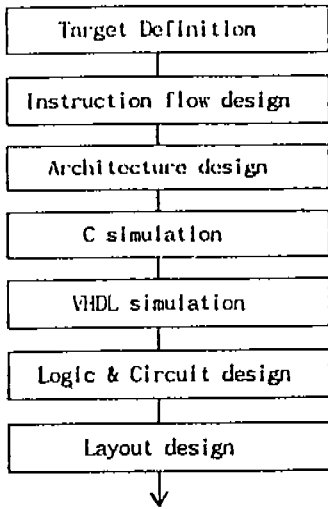 Target Definition
Instruction flow design
Architecture design
C simulation
VHDL simulation
Logic & Circuit design
Layout design